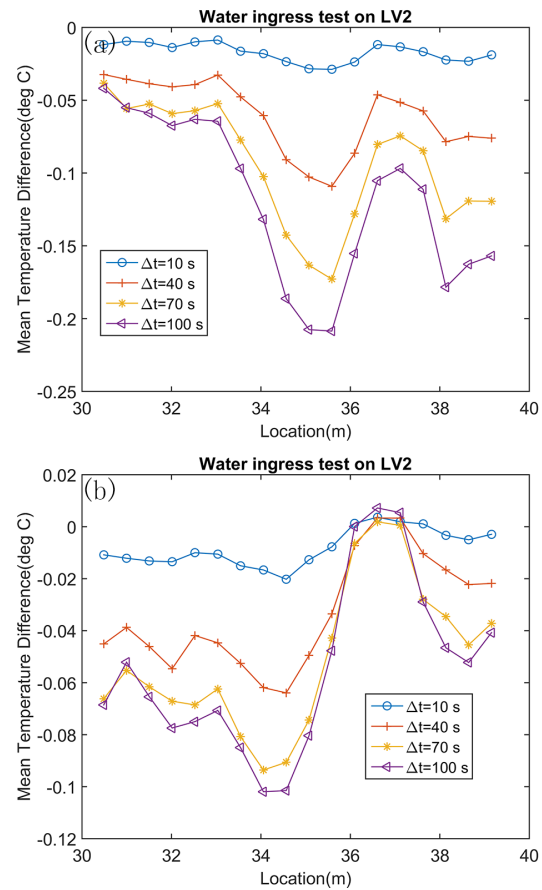 Water ingress test on LV2
(a)
0
-0.05
-0.1
-0.15
-0.2
-0.25
Mean Temperature Difference(deg C)
Δt=10 s
Δt=40 s
Δt=70 s
Δt=100 s
30 32 34 36 38 40
Location(m)
Water ingress test on LV2
(b)
0.02
0
-0.02
-0.04
-0.06
-0.08
-0.1
-0.12
Mean Temperature Difference(deg C)
Δt=10 s
Δt=40 s
Δt=70 s
Δt=100 s
30 32 34 36 38 40
Location(m)